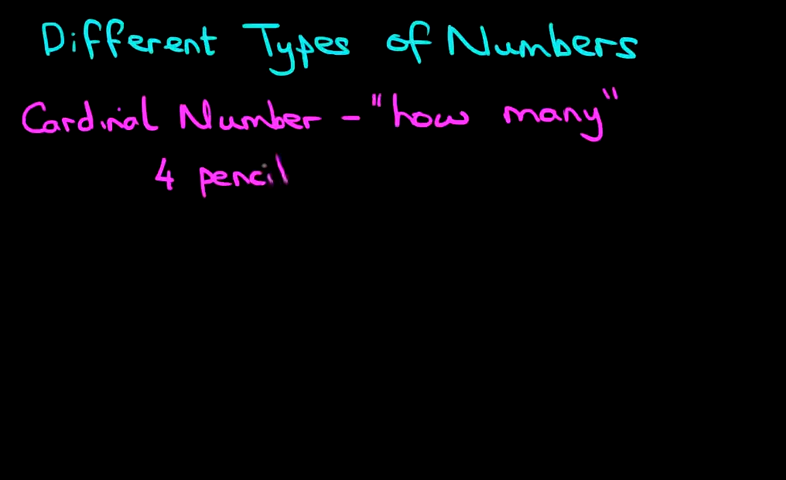 Different Types of Numbers
Cardinal Number - "how many"
4 pencil